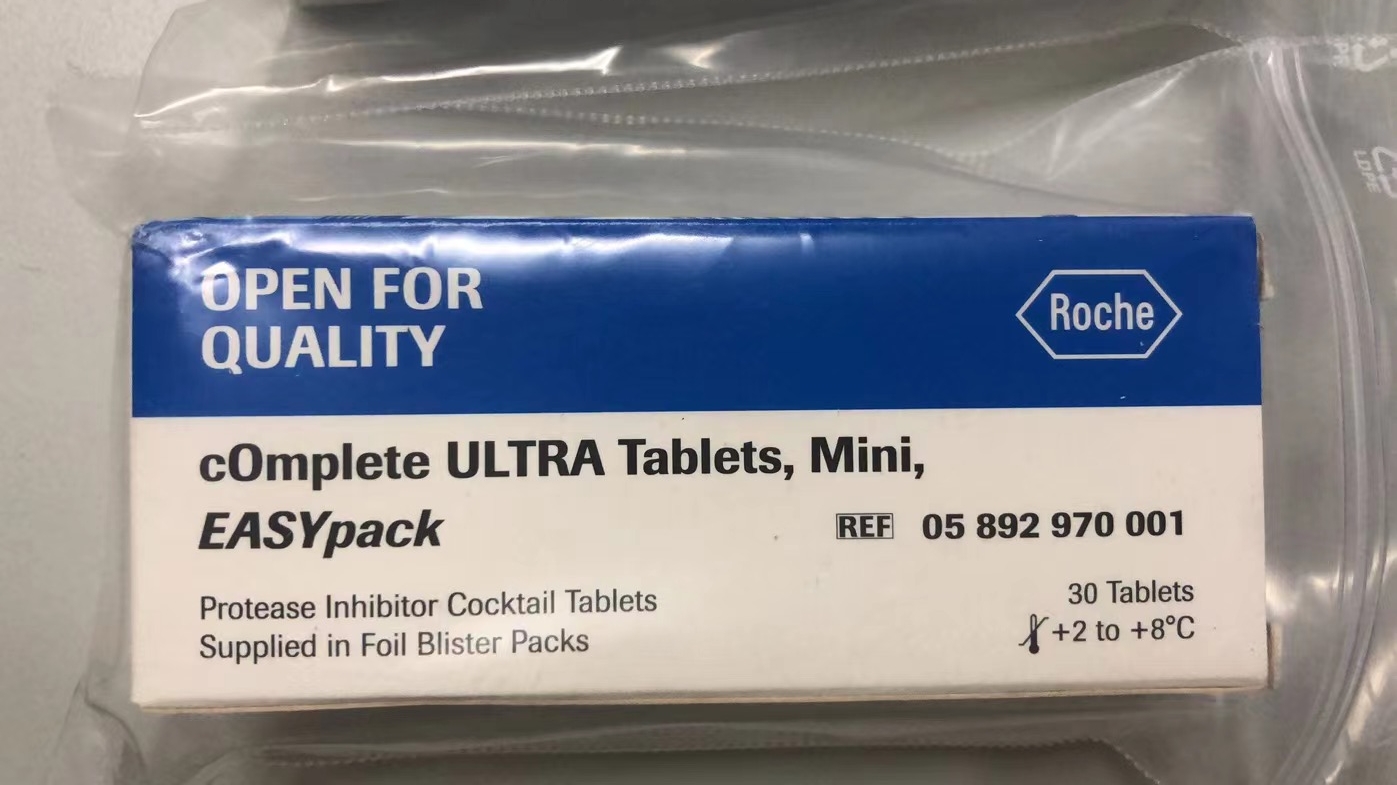 OPEN FOR
QUALITY
Roche
cOmplete ULTRA Tablets, Mini,
EASYpack
REF 05 892 970 001
Protease Inhibitor Cocktail Tablets
Supplied in Foil Blister Packs
30 Tablets
+2 to +8°C
LDPE